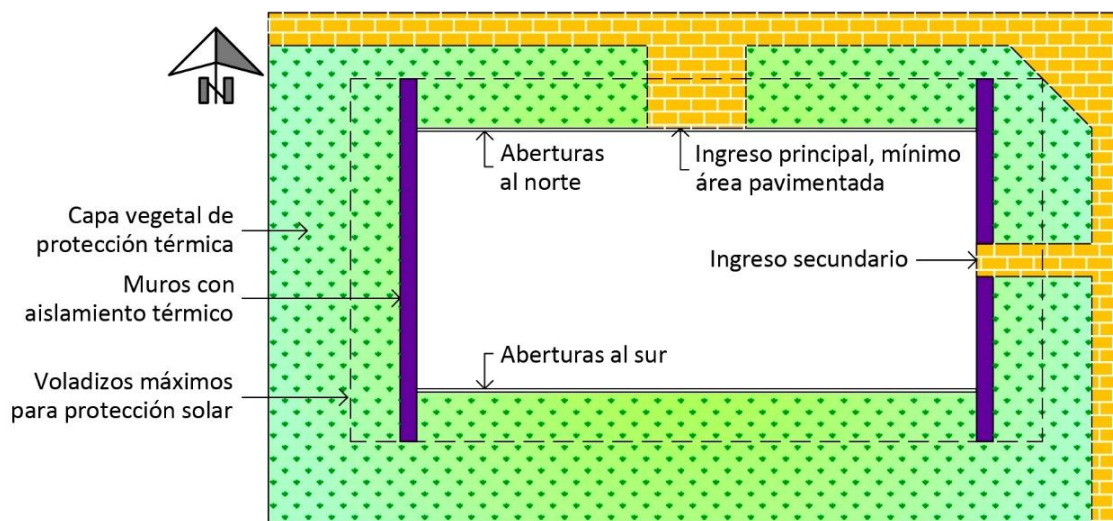 N
Aberturas
al norte
Ingreso principal, mínimo
área pavimentada
Capa vegetal de
protección térmica
Ingreso secundario
Muros con
aislamiento térmico
Aberturas al sur
Voladizos máximos
para protección solar